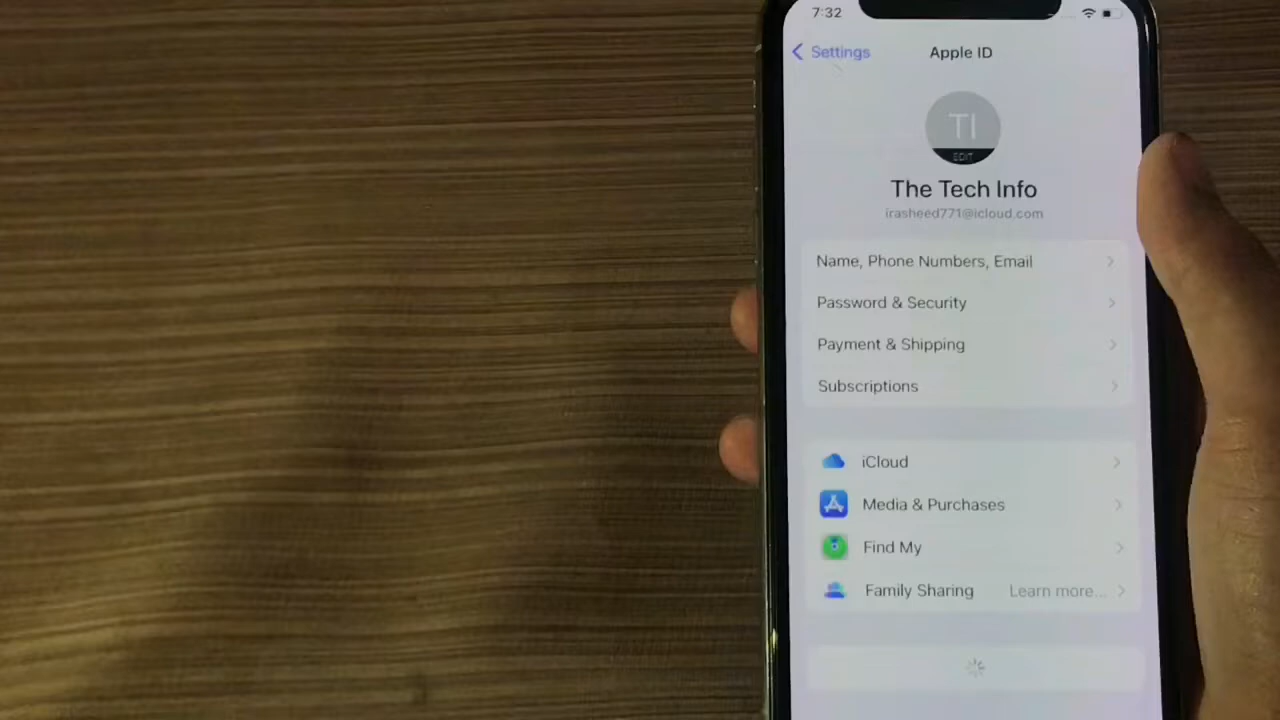 7:32
Settings
Apple ID
TI
EDIT
The Tech Info
irasheed771@icloud.com
Name, Phone Numbers, Email
Password & Security
Payment & Shipping
Subscriptions
iCloud
Media & Purchases
Find My
Family Sharing Learn more...